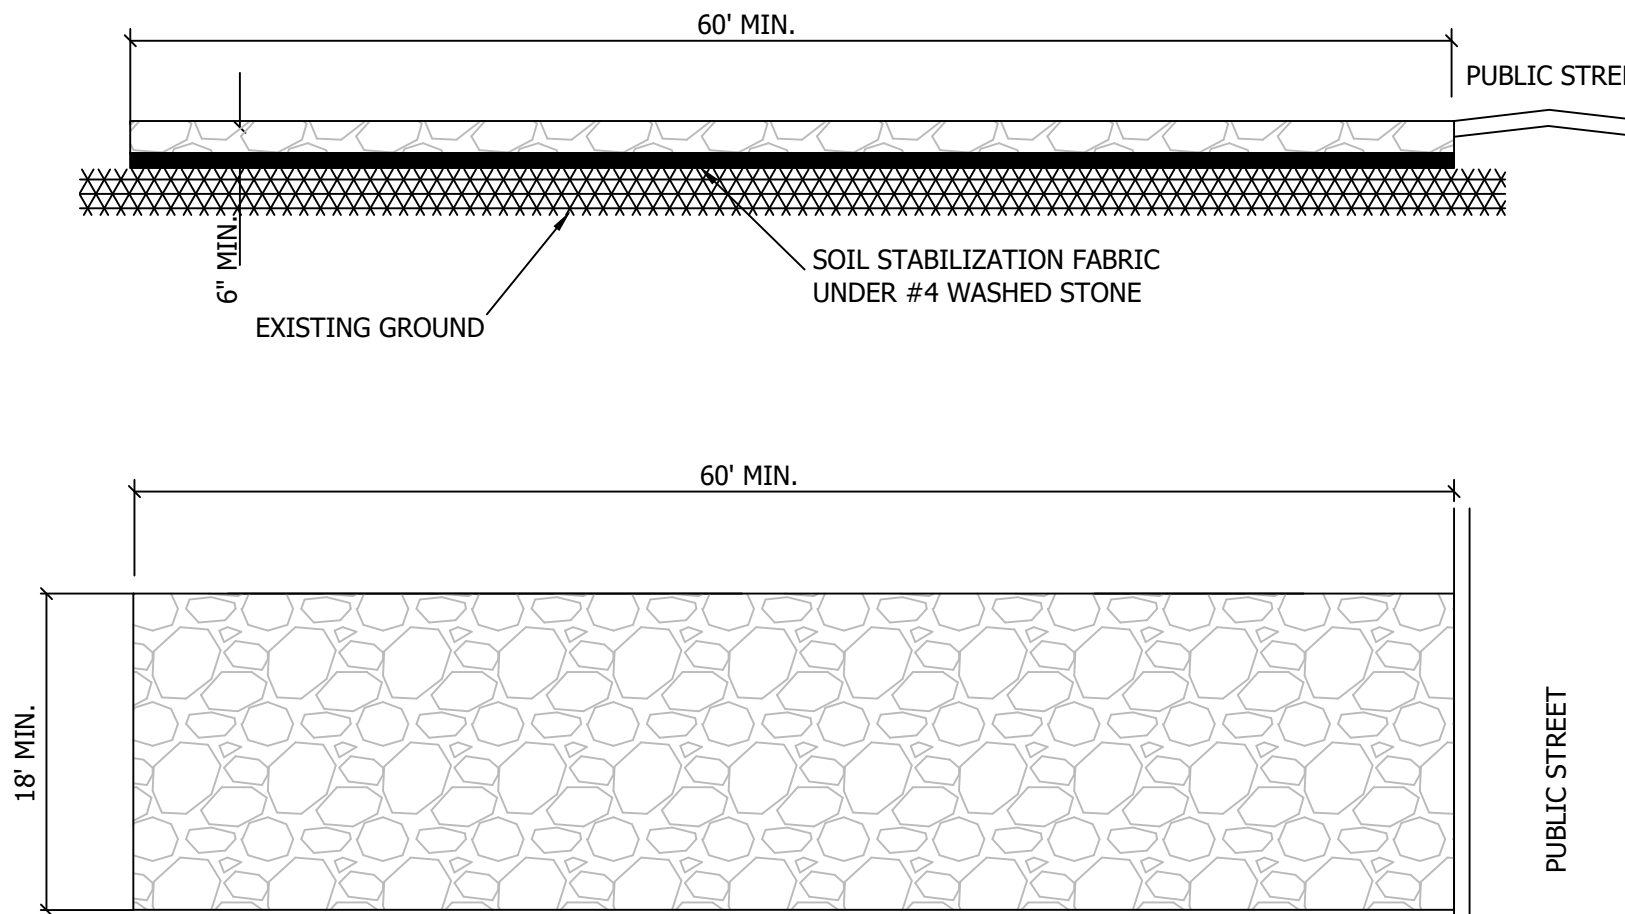 60' MIN.
PUBLIC STREE
6" MIN.
SOIL STABILIZATION FABRIC
UNDER #4 WASHED STONE
EXISTING GROUND
60' MIN.
18' MIN.
PUBLIC STREET